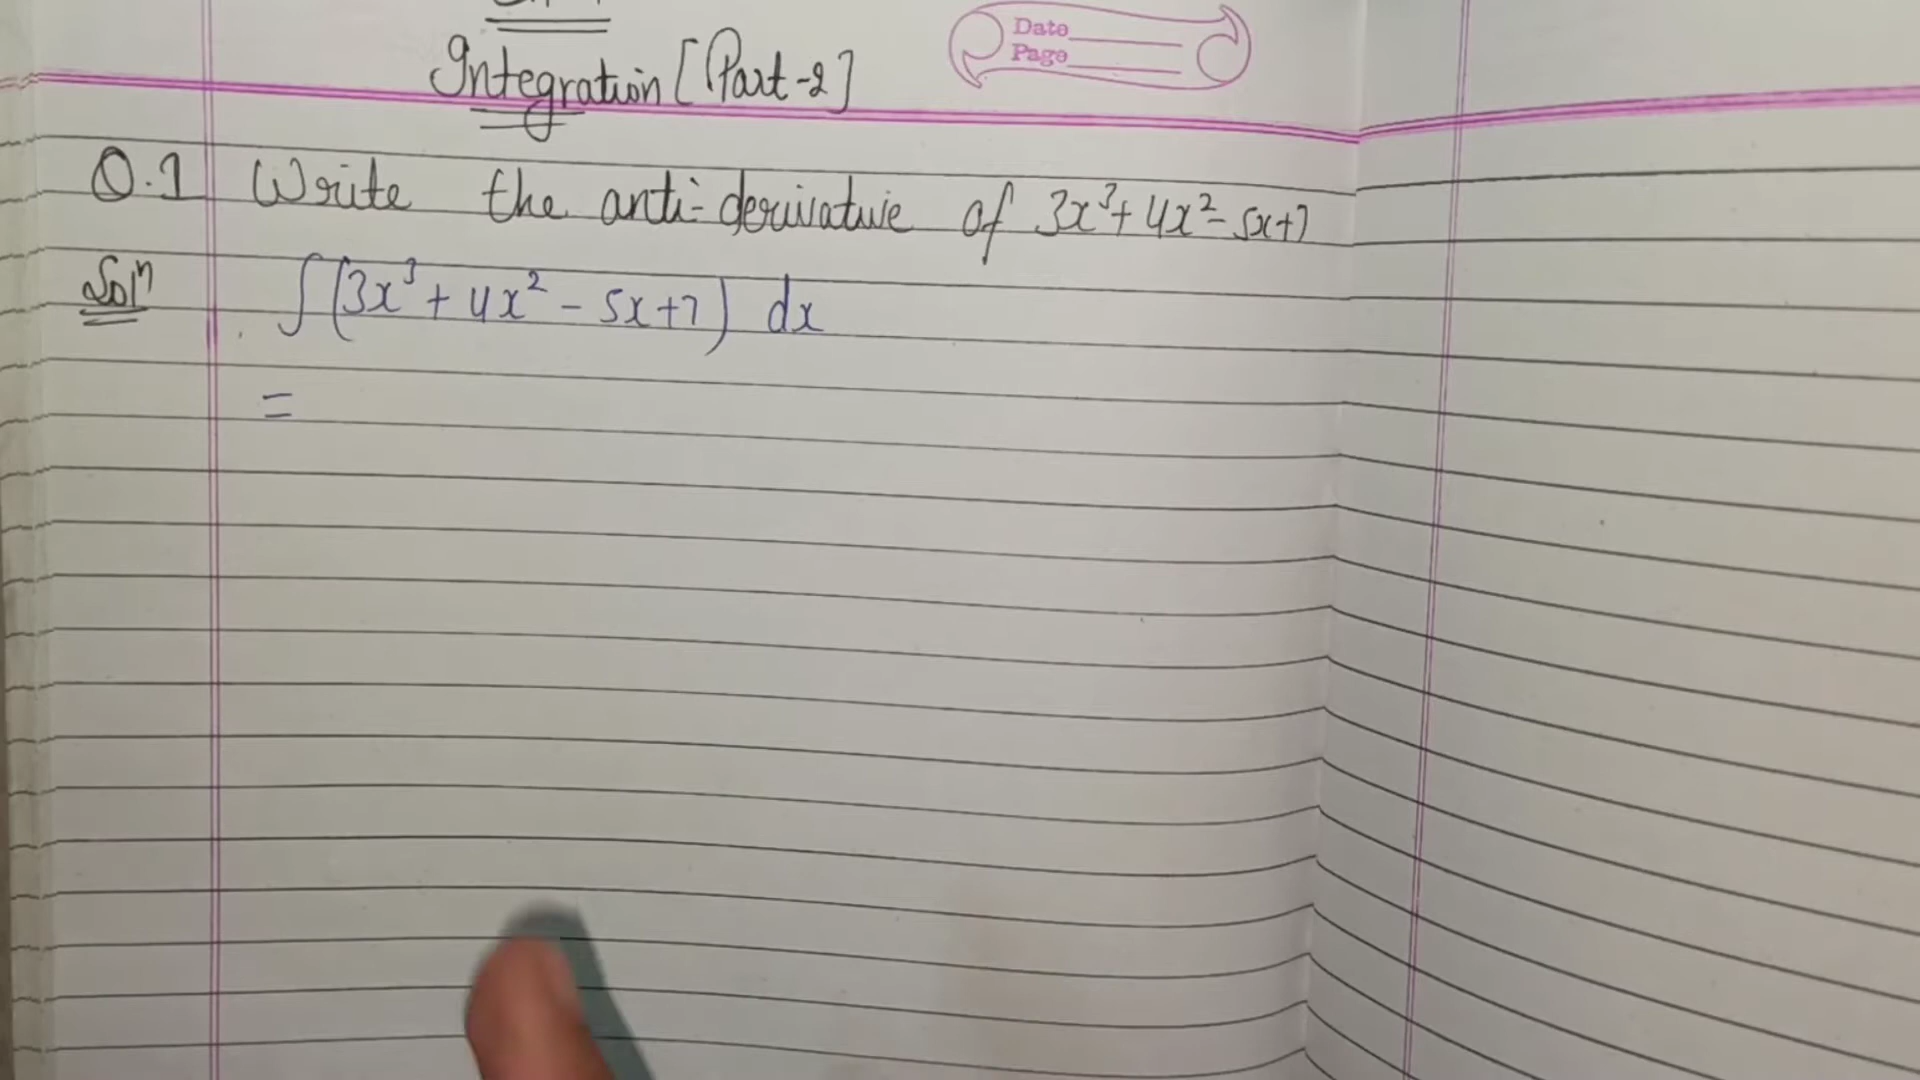 Integration [Part-2]
Date
Page
Q.1 Write the anti-derivative of 3x³+4x²-5x+7
Solⁿ ∫(3x³+4x²-5x+7) dx
=